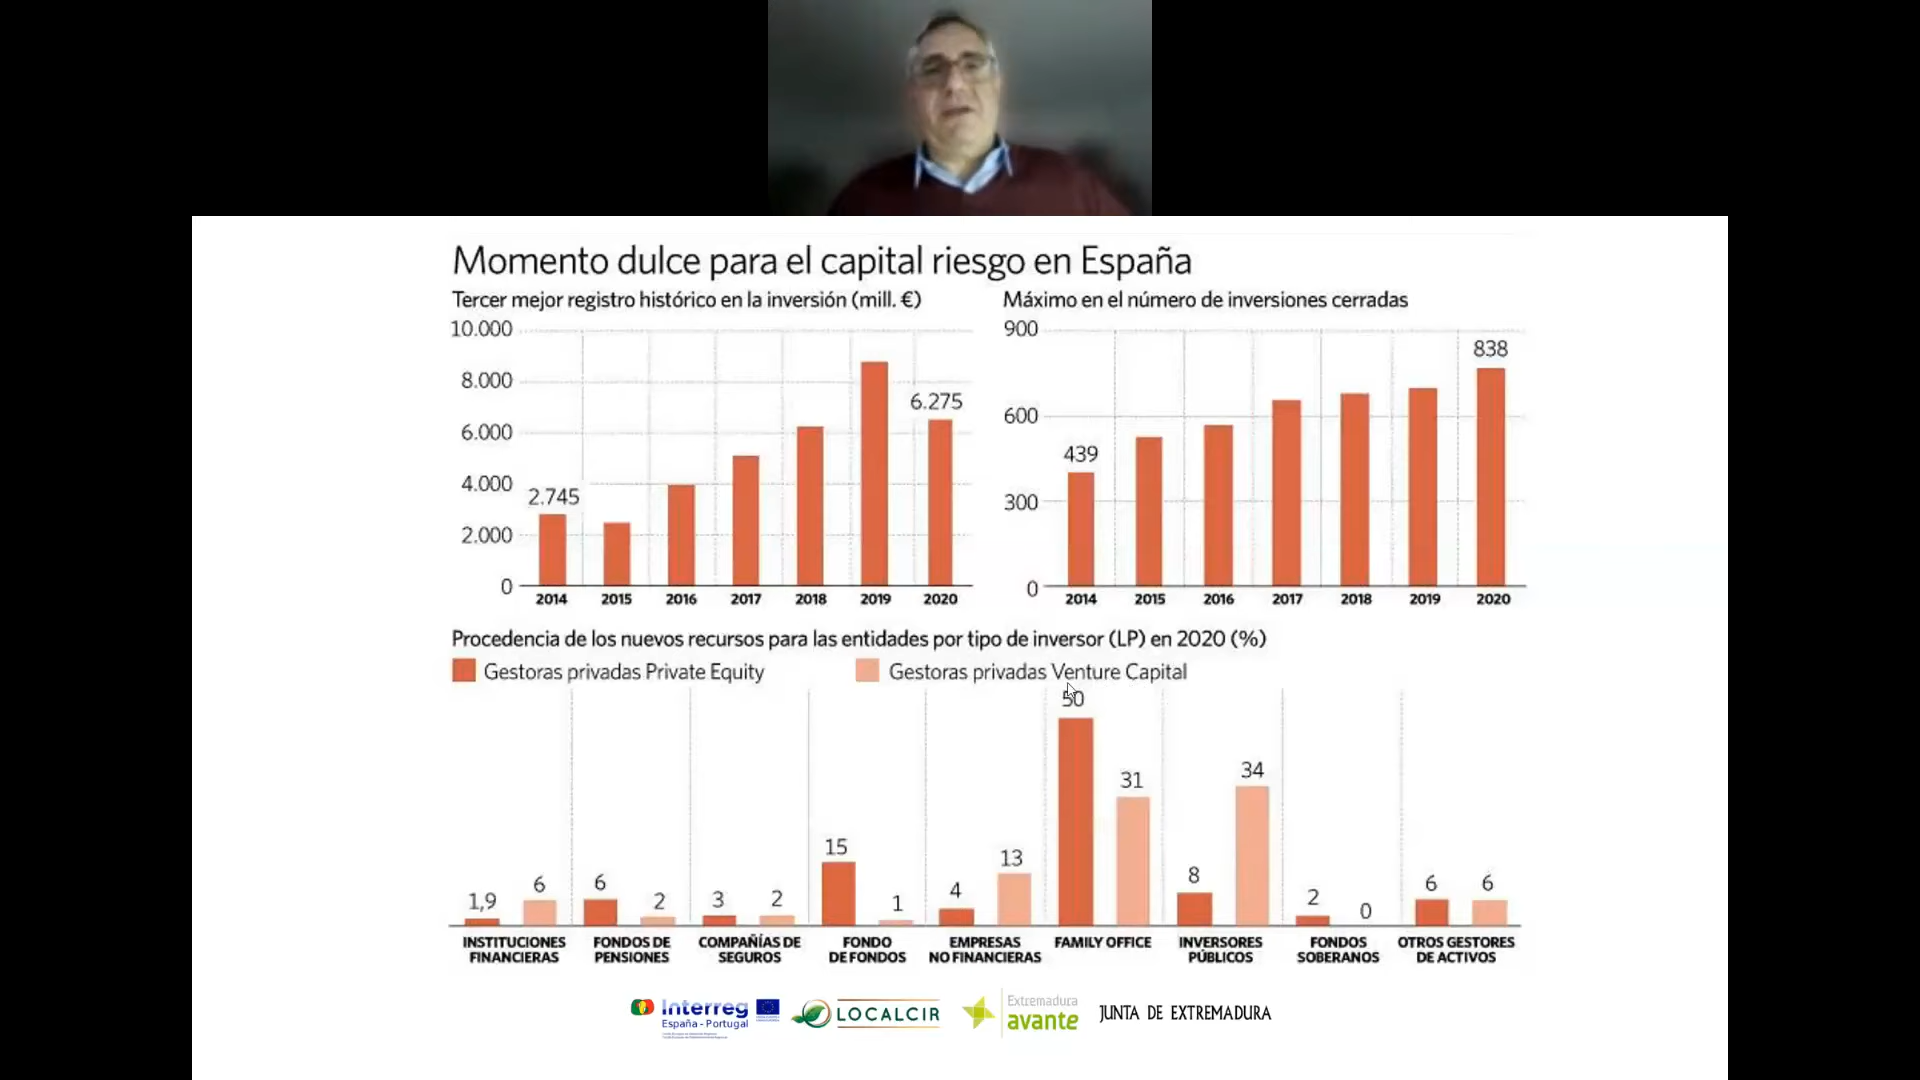 Momento dulce para el capital riesgo en España
Tercer mejor registro histórico en la inversión (mill. €)
10.000
8.000
6.000
4.000
2.000
0
2.745
6.275
2014 2015 2016 2017 2018 2019 2020
Máximo en el número de inversiones cerradas
900
600
300
0
439
838
2014 2015 2016 2017 2018 2019 2020
Procedencia de los nuevos recursos para las entidades por tipo de inversor (LP) en 2020 (%)
Gestoras privadas Private Equity
Gestoras privadas Venture Capital
1,9 6
6 2
3 2
15 1
4 13
50 31
8 34
2 0
6 6
INSTITUCIONES
FINANCIERAS
FONDOS DE
PENSIONES
COMPAÑÍAS DE
SEGUROS
FONDO
DE FONDOS
EMPRESAS
NO FINANCIERAS
FAMILY OFFICE
INVERSORES
PÚBLICOS
FONDOS
SOBERANOS
OTROS GESTORES
DE ACTIVOS
Interreg
España - Portugal
LOCALCIR
Extremadura
avante
JUNTA DE EXTREMADURA